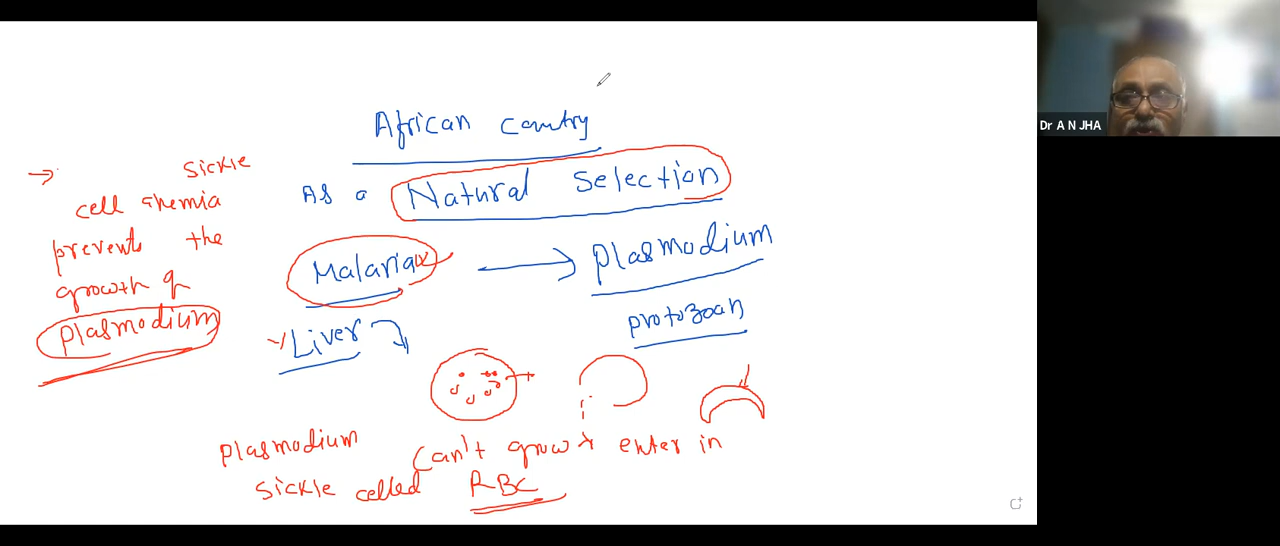 African country
As a Natural Selection
Malaria → Plasmodium
protozoan
Liver
→ Sickle
cell anemia
prevents the
growth of
plasmodium
plasmodium can't grow & enter in
sickle celled RBC
Dr A N JHA